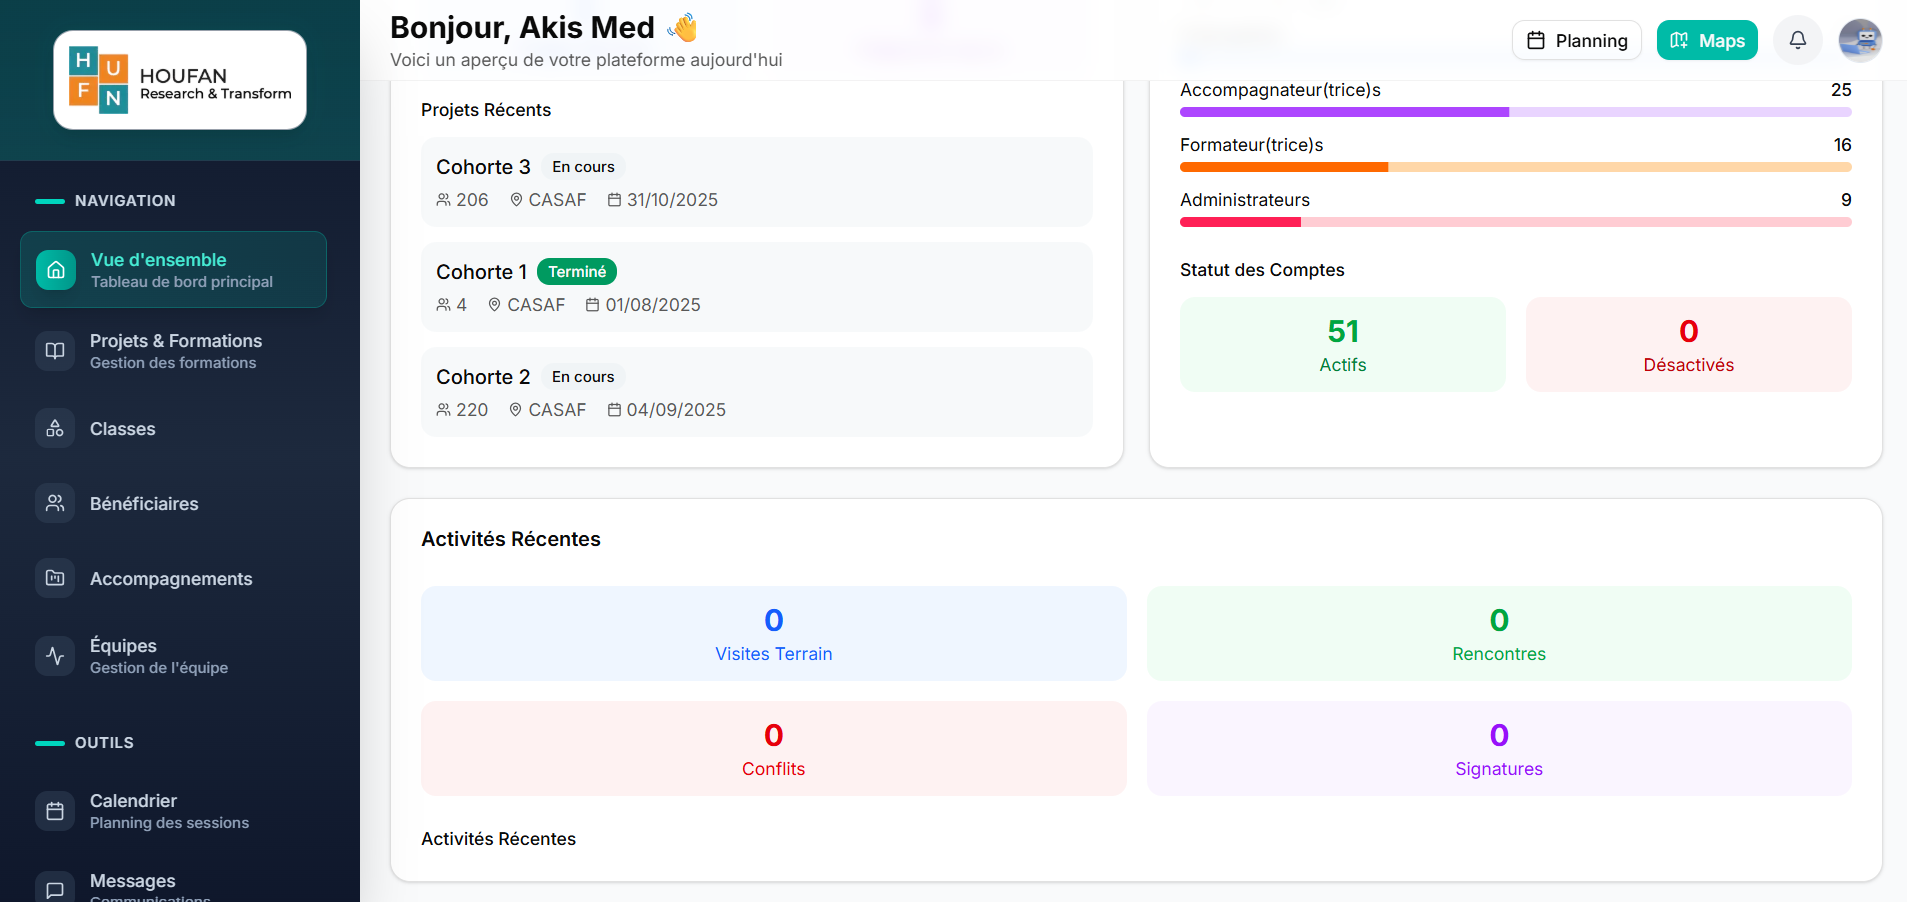 H U F N
HOUFAN
Research & Transform
NAVIGATION
Vue d'ensemble
Tableau de bord principal
Projets & Formations
Gestion des formations
Classes
Bénéficiaires
Accompagnements
Équipes
Gestion de l'équipe
OUTILS
Calendrier
Planning des sessions
Messages
Communications
Bonjour, Akis Med 👋
Voici un aperçu de votre plateforme aujourd'hui
Planning
Maps
Projets Récents
Cohorte 3 En cours
206 CASAF 31/10/2025
Cohorte 1 Terminé
4 CASAF 01/08/2025
Cohorte 2 En cours
220 CASAF 04/09/2025
Accompagnateur(trice)s 25
Formateur(trice)s 16
Administrateurs 9
Statut des Comptes
51
Actifs
0
Désactivés
Activités Récentes
0
Visites Terrain
0
Rencontres
0
Conflits
0
Signatures
Activités Récentes